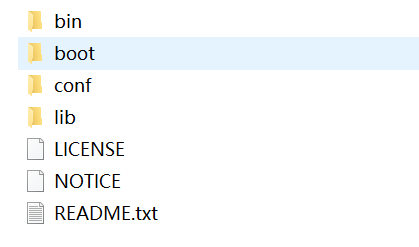 bin
boot
conf
lib
LICENSE
NOTICE
README.txt